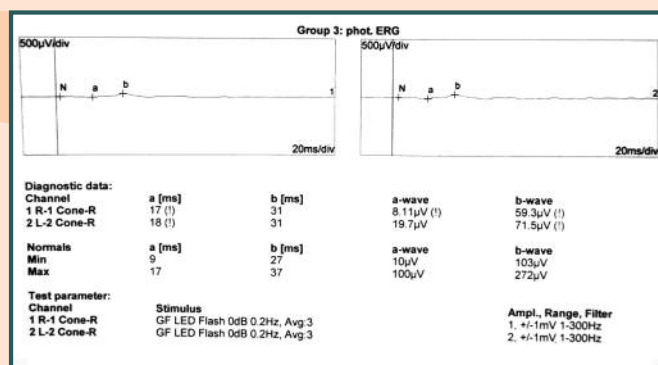 Group 3: phot. ERG
500µV/div 500µV/div
N a b 1 N a b 2
20ms/div 20ms/div
Diagnostic data:
Channel a [ms] b [ms] a-wave b-wave
1 R-1 Cone-R 17 (!) 31 8.11µV (!) 59.3µV (!)
2 L-2 Cone-R 18 (!) 31 19.7µV 71.5µV (!)
Normals a [ms] b [ms] a-wave b-wave
Min 9 27 10µV 103µV
Max 17 37 100µV 272µV
Test parameter:
Channel Stimulus Ampl., Range, Filter
1 R-1 Cone-R GF LED Flash 0dB 0.2Hz, Avg:3 1, +/-1mV 1-300Hz
2 L-2 Cone-R GF LED Flash 0dB 0.2Hz, Avg:3 2, +/-1mV, 1-300Hz